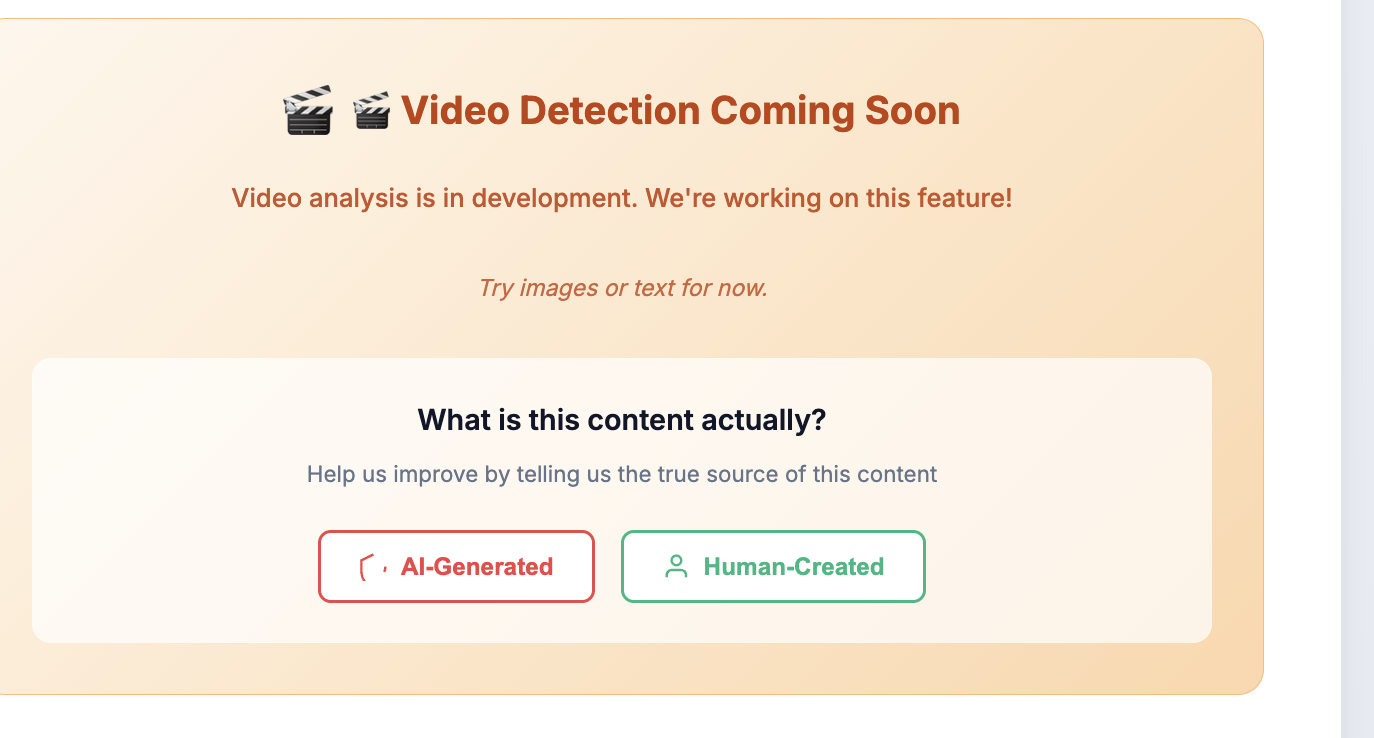 🎬 🎬 Video Detection Coming Soon
Video analysis is in development. We're working on this feature!
Try images or text for now.
What is this content actually?
Help us improve by telling us the true source of this content
AI-Generated
Human-Created